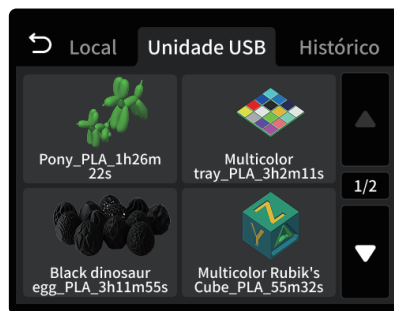 Local Unidade USB Histórico
Pony_PLA_1h26m
22s
Multicolor
tray_PLA_3h2m11s
1/2
Black dinosaur
egg_PLA_3h11m55s
Multicolor Rubik's
Cube_PLA_55m32s
Z
Y